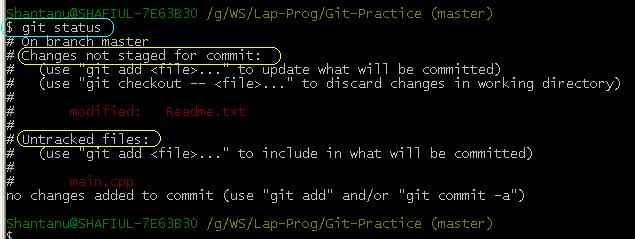 Shantanu@SHAFIUL-7E63B30 /g/WS/Lap-Prog/Git-Practice (master)
$ git status
# On branch master
# Changes not staged for commit:
#   (use "git add <file>..." to update what will be committed)
#   (use "git checkout -- <file>..." to discard changes in working directory)
#
#       modified:   Readme.txt
#
# Untracked files:
#   (use "git add <file>..." to include in what will be committed)
#
#       main.cpp
no changes added to commit (use "git add" and/or "git commit -a")
Shantanu@SHAFIUL-7E63B30 /g/WS/Lap-Prog/Git-Practice (master)
$